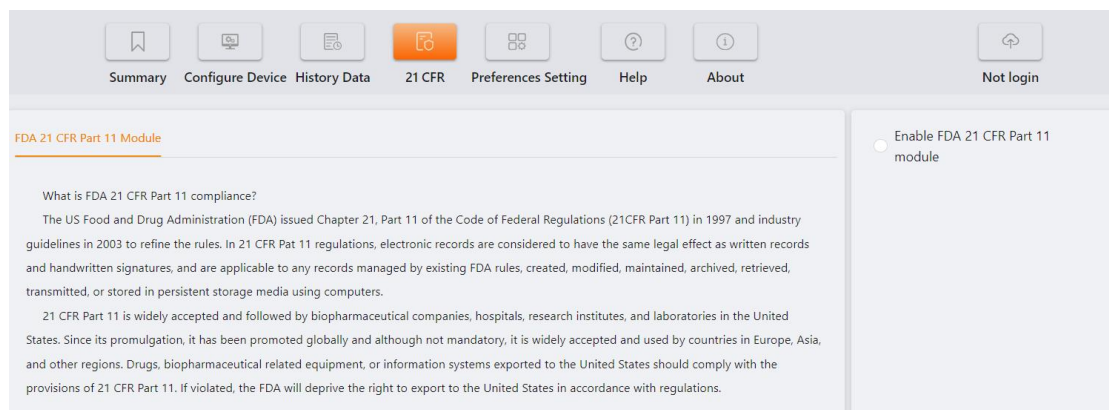 Summary
Configure Device
History Data
21 CFR
Preferences Setting
Help
About
Not login
FDA 21 CFR Part 11 Module
What is FDA 21 CFR Part 11 compliance?
The US Food and Drug Administration (FDA) issued Chapter 21, Part 11 of the Code of Federal Regulations (21CFR Part 11) in 1997 and industry
guidelines in 2003 to refine the rules. In 21 CFR Pat 11 regulations, electronic records are considered to have the same legal effect as written records
and handwritten signatures, and are applicable to any records managed by existing FDA rules, created, modified, maintained, archived, retrieved,
transmitted, or stored in persistent storage media using computers.
21 CFR Part 11 is widely accepted and followed by biopharmaceutical companies, hospitals, research institutes, and laboratories in the United
States. Since its promulgation, it has been promoted globally and although not mandatory, it is widely accepted and used by countries in Europe, Asia,
and other regions. Drugs, biopharmaceutical related equipment, or information systems exported to the United States should comply with the
provisions of 21 CFR Part 11. If violated, the FDA will deprive the right to export to the United States in accordance with regulations.
Enable FDA 21 CFR Part 11
module